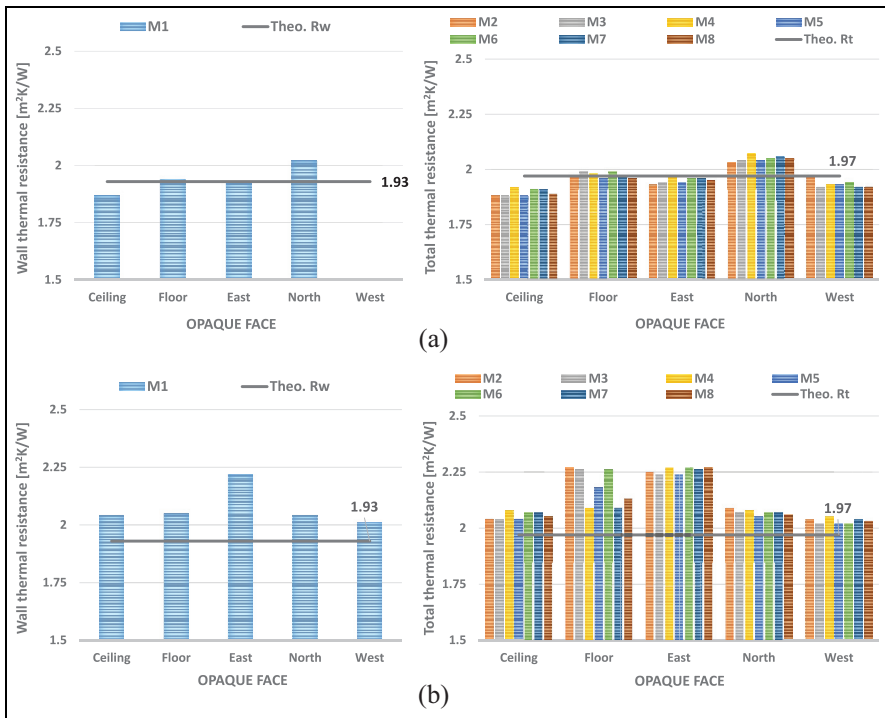 M1 Theo. Rw
Wall thermal resistance [m²K/W]
2.5
2.25
2
1.75
1.5
1.93
Ceiling Floor East North West
OPAQUE FACE
M2 M3 M4 M5
M6 M7 M8 Theo. Rt
Total thermal resistance [m²K/W]
2.5
2.25
2
1.75
1.5
1.97
Ceiling Floor East North West
OPAQUE FACE
(a)
M1 Theo. Rw
Wall thermal resistance [m²K/W]
2.5
2.25
2
1.75
1.5
1.93
Ceiling Floor East North West
OPAQUE FACE
M2 M3 M4 M5
M6 M7 M8 Theo. Rt
Total thermal resistance [m²K/W]
2.5
2.25
2
1.75
1.5
1.97
Ceiling Floor East North West
OPAQUE FACE
(b)